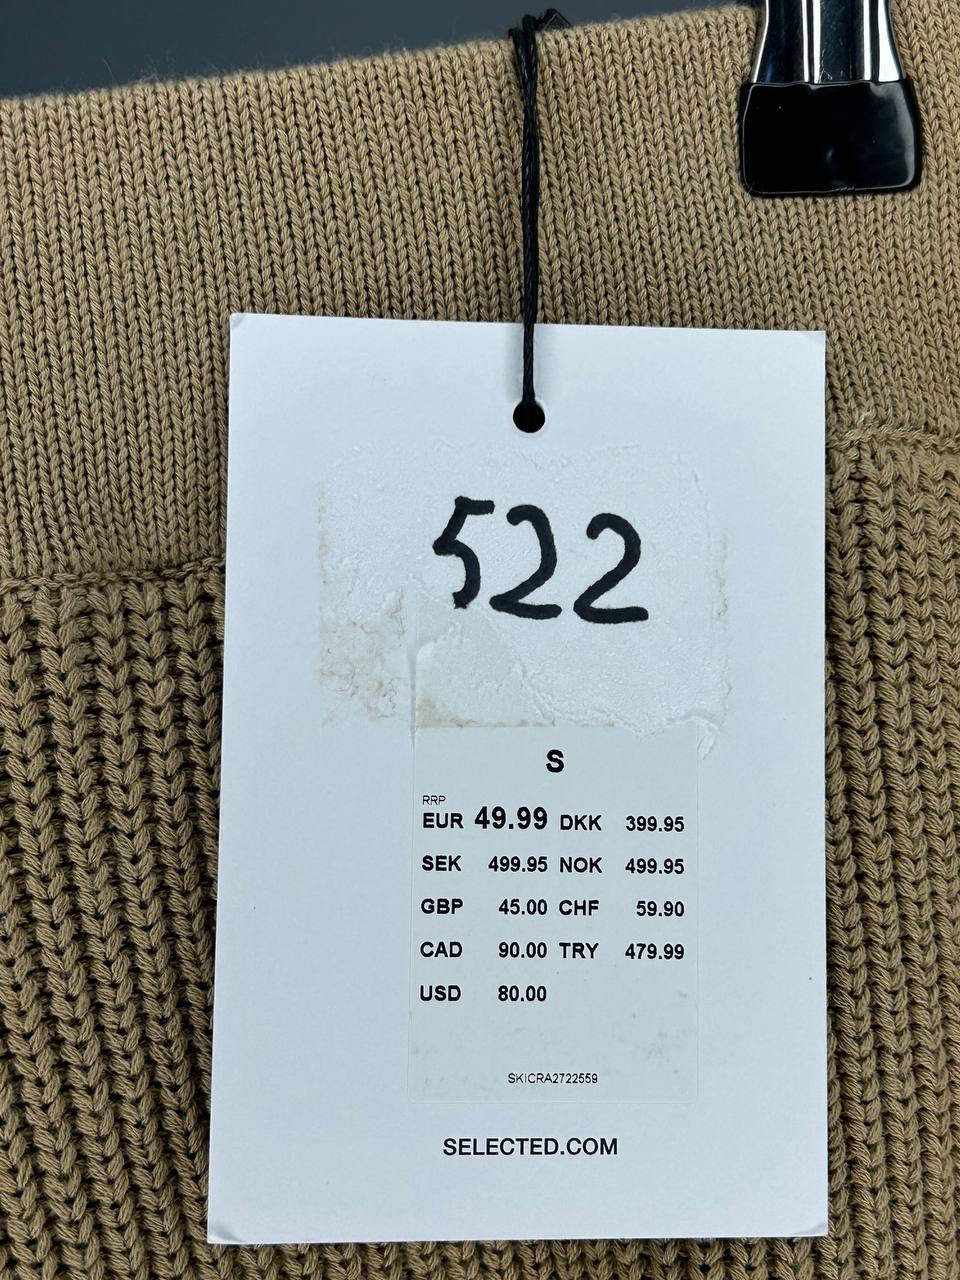 522
S
RRP
EUR 49.99 DKK 399.95
SEK 499.95 NOK 499.95
GBP 45.00 CHF 59.90
CAD 90.00 TRY 479.99
USD 80.00
SKICRA2722559
SELECTED.COM